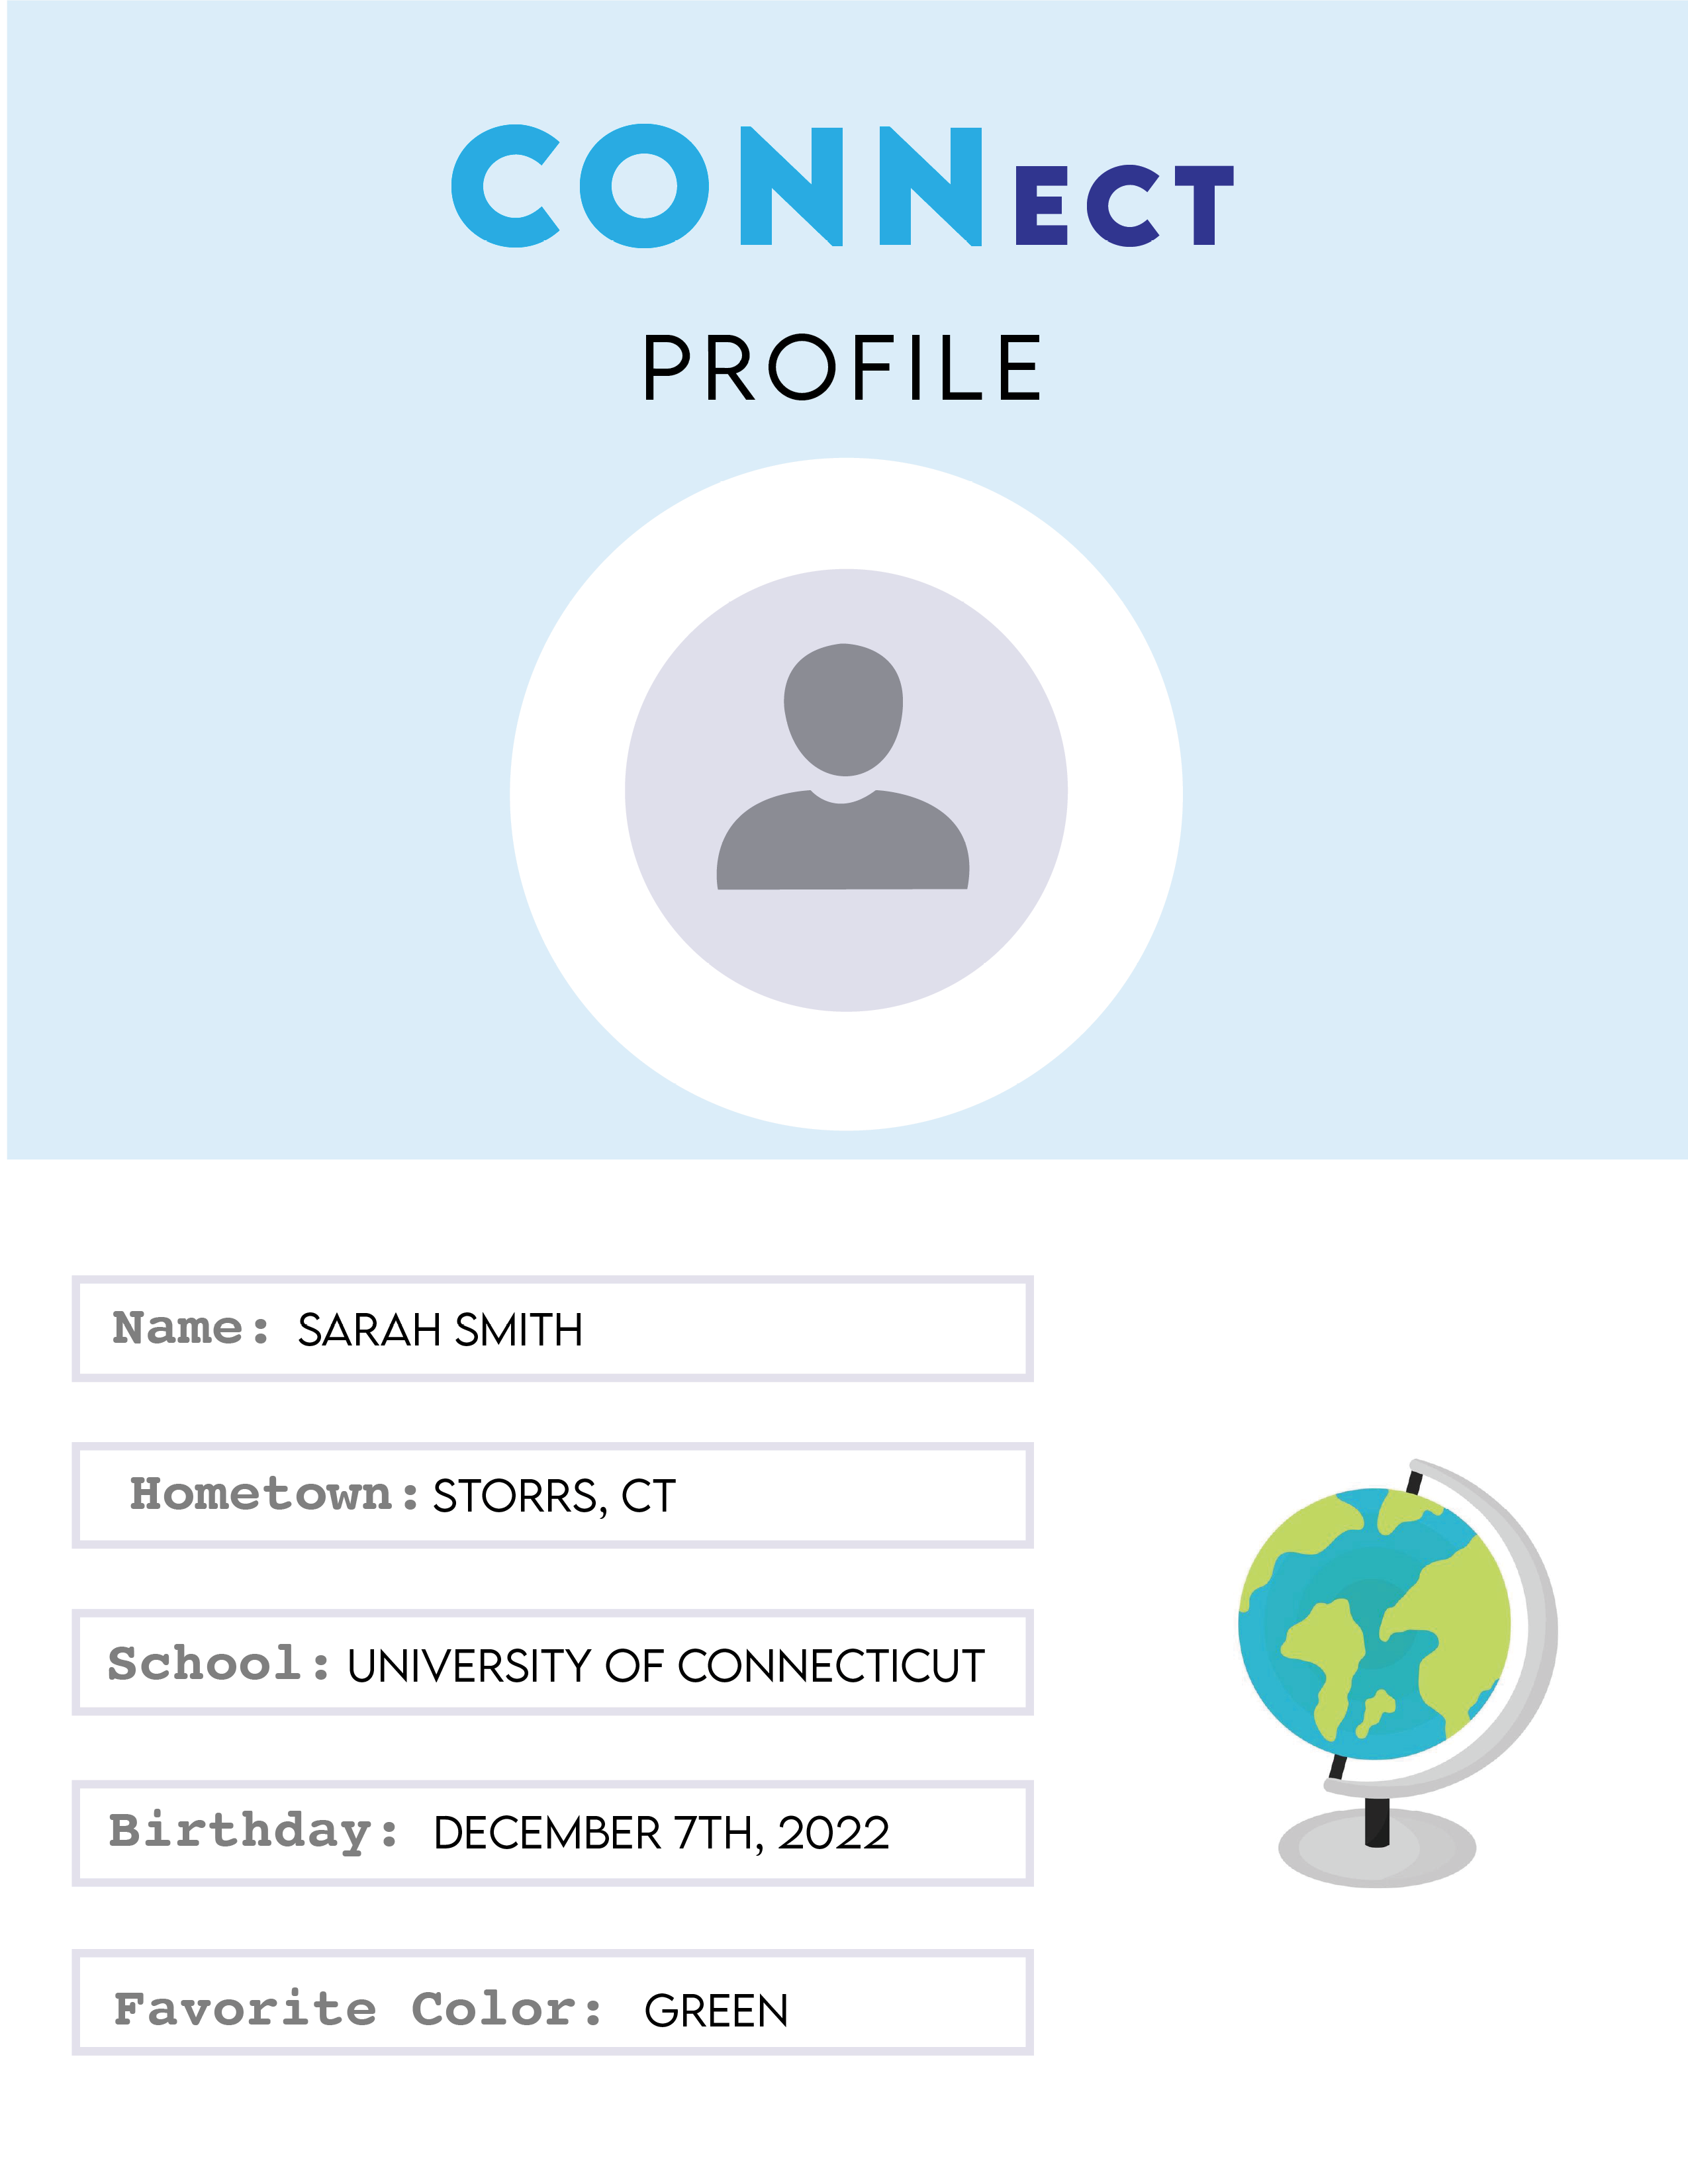 CONNECT
PROFILE
Name: SARAH SMITH
Hometown: STORRS, CT
School: UNIVERSITY OF CONNECTICUT
Birthday: DECEMBER 7TH, 2022
Favorite Color: GREEN